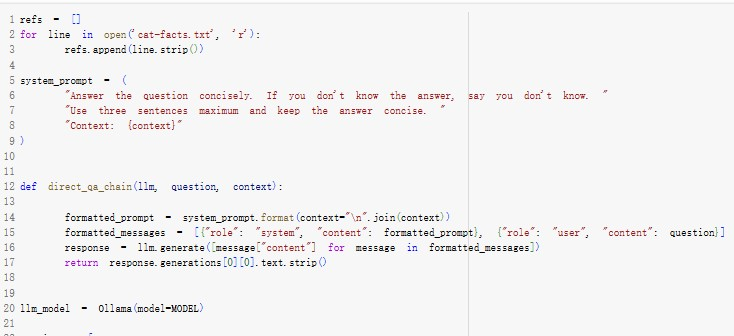 1 refs = []
2 for line in open('cat-facts.txt', 'r'):
3 refs.append(line.strip())
4
5 system_prompt = (
6 "Answer the question concisely. If you don't know the answer, say you don't know. "
7 "Use three sentences maximum and keep the answer concise. "
8 "Context: {context}"
9 )
10
11
12 def direct_qa_chain(llm, question, context):
13
14 formatted_prompt = system_prompt.format(context="\n".join(context))
15 formatted_messages = [{"role": "system", "content": formatted_prompt}, {"role": "user", "content": question}]
16 response = llm.generate([message["content"] for message in formatted_messages])
17 return response.generations[0][0].text.strip()
18
19
20 llm_model = Ollama(model=MODEL)
21